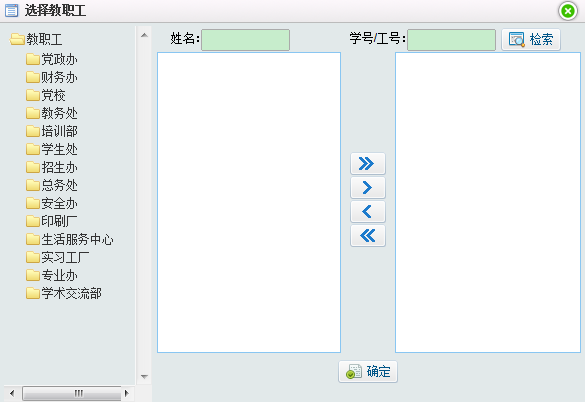 选择教职工
教职工
党政办
财务办
党校
教务处
培训部
学生处
招生办
总务处
安全办
印刷厂
生活服务中心
实习工厂
专业办
学术交流部
姓名: 学号/工号: 检索
确定